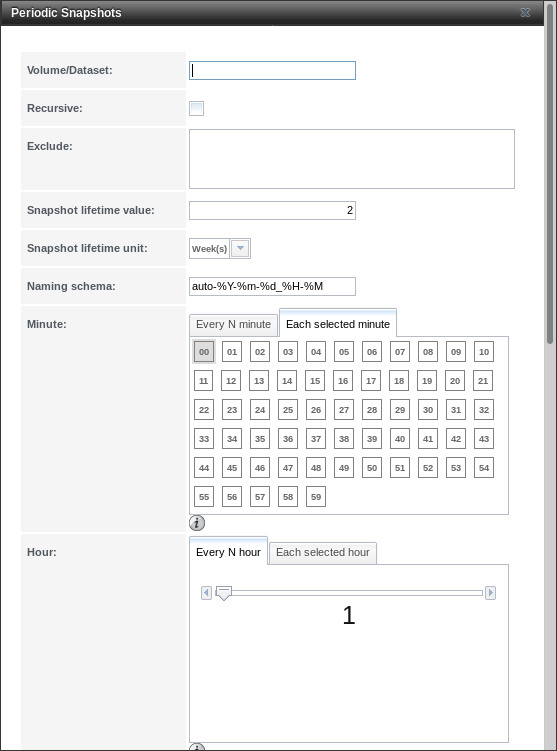 Periodic Snapshots
Volume/Dataset:
Recursive:
Exclude:
Snapshot lifetime value: 2
Snapshot lifetime unit: Week(s)
Naming schema: auto-%Y-%m-%d_%H-%M
Minute: Every N minute Each selected minute
00 01 02 03 04 05 06 07 08 09 10
11 12 13 14 15 16 17 18 19 20 21
22 23 24 25 26 27 28 29 30 31 32
33 34 35 36 37 38 39 40 41 42 43
44 45 46 47 48 49 50 51 52 53 54
55 56 57 58 59
i
Hour: Every N hour Each selected hour
1